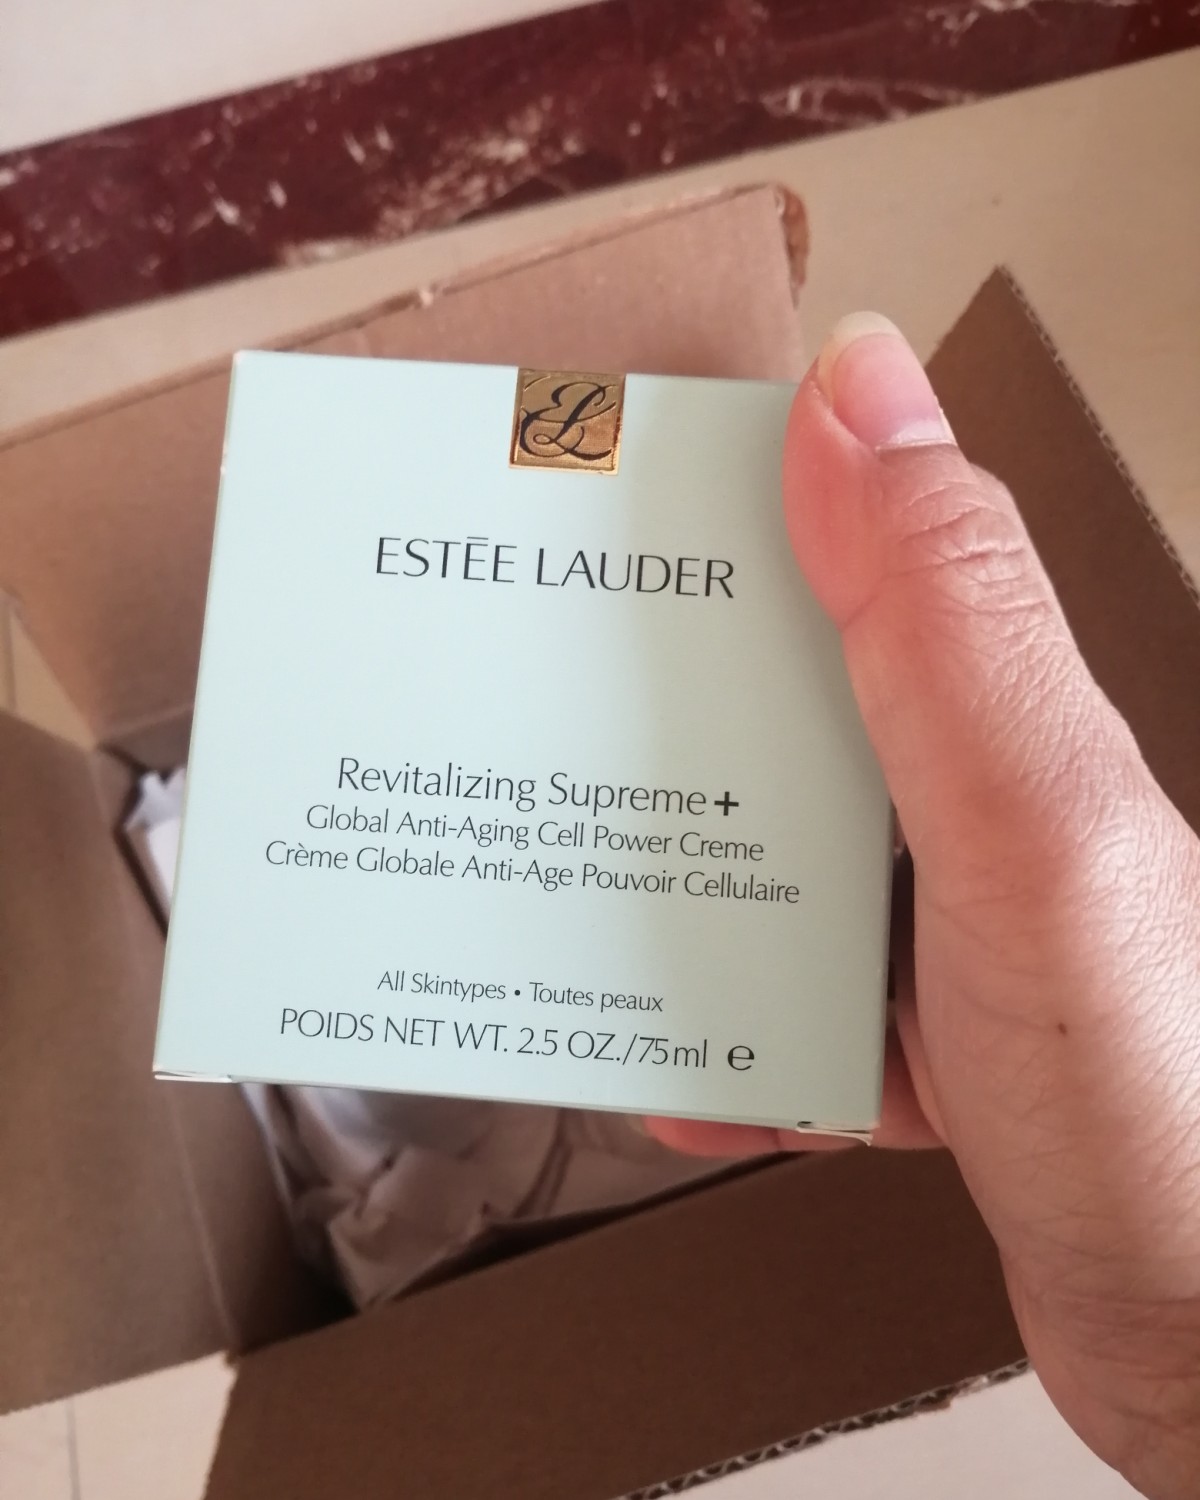 EL
ESTĒE LAUDER
Revitalizing Supreme+
Global Anti-Aging Cell Power Creme
Crème Globale Anti-Age Pouvoir Cellulaire
All Skintypes • Toutes peaux
POIDS NET WT. 2.5 OZ./75ml ℮